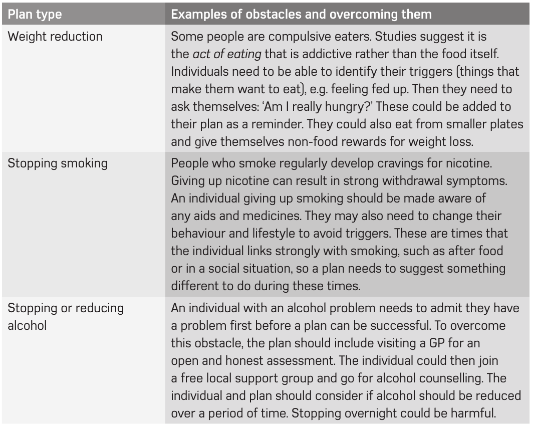 Plan type
Examples of obstacles and overcoming them
Weight reduction
Some people are compulsive eaters. Studies suggest it is
the act of eating that is addictive rather than the food itself.
Individuals need to be able to identify their triggers (things that
make them want to eat), e.g. feeling fed up. Then they need to
ask themselves: ‘Am I really hungry?’ These could be added to
their plan as a reminder. They could also eat from smaller plates
and give themselves non-food rewards for weight loss.
Stopping smoking
People who smoke regularly develop cravings for nicotine.
Giving up nicotine can result in strong withdrawal symptoms.
An individual giving up smoking should be made aware of
any aids and medicines. They may also need to change their
behaviour and lifestyle to avoid triggers. These are times that
the individual links strongly with smoking, such as after food
or in a social situation, so a plan needs to suggest something
different to do during these times.
Stopping or reducing
alcohol
An individual with an alcohol problem needs to admit they have
a problem first before a plan can be successful. To overcome
this obstacle, the plan should include visiting a GP for an
open and honest assessment. The individual could then join
a free local support group and go for alcohol counselling. The
individual and plan should consider if alcohol should be reduced
over a period of time. Stopping overnight could be harmful.